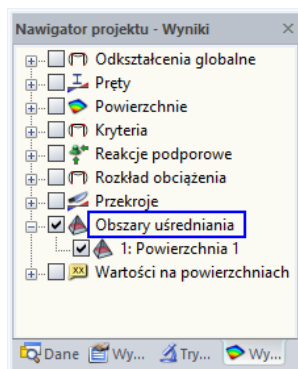 Nawigator projektu - Wyniki
Odkształcenia globalne
Pręty
Powierzchnie
Kryteria
Reakcje podporowe
Rozkład obciążenia
Przekroje
Obszary uśredniania
1: Powierzchnia 1
xx Wartości na powierzchniach
Dane Wy... Try... Wy...